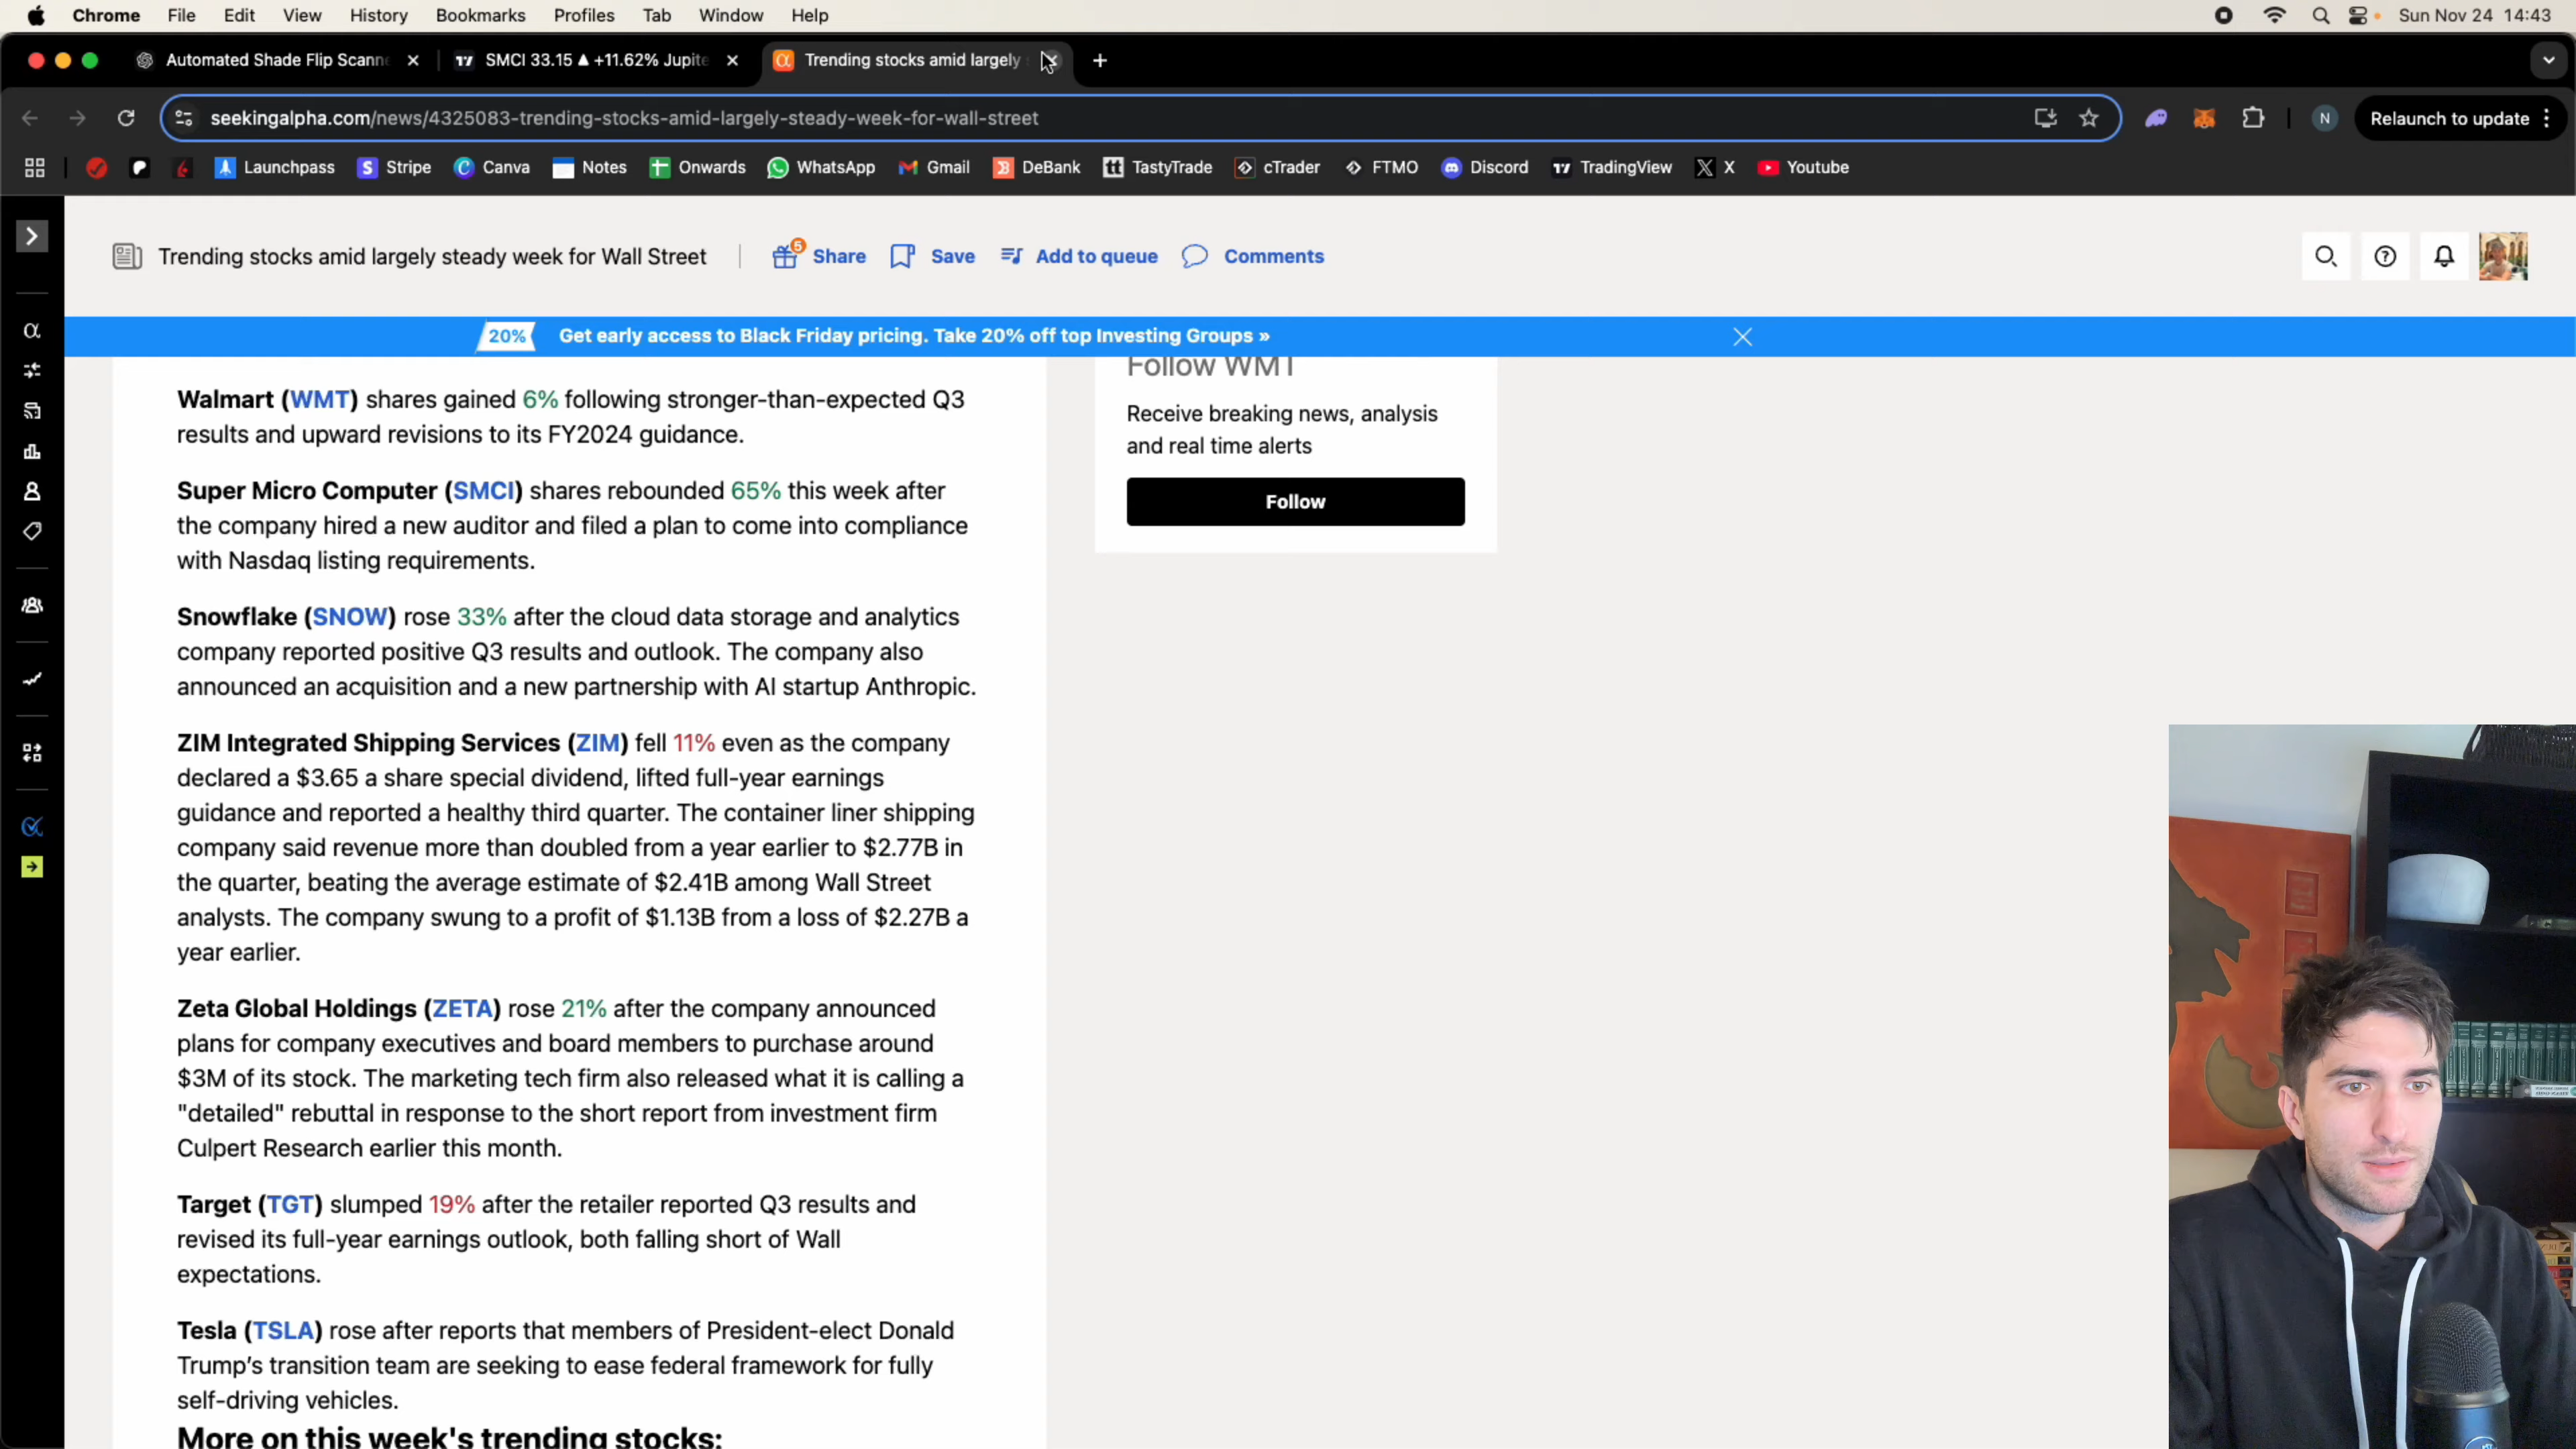 Chrome File Edit View History Bookmarks Profiles Tab Window Help Sun Nov 24 14:43
Automated Shade Flip Scann SMCI 33.15 ▲ +11.62% Jupite Trending stocks amid largely
seekingalpha.com/news/4325083-trending-stocks-amid-largely-steady-week-for-wall-street N Relaunch to update
Launchpass Stripe Canva Notes Onwards WhatsApp Gmail DeBank TastyTrade cTrader FTMO Discord TradingView X Youtube
Trending stocks amid largely steady week for Wall Street 5 Share Save Add to queue Comments
20% Get early access to Black Friday pricing. Take 20% off top Investing Groups »
Walmart (WMT) shares gained 6% following stronger-than-expected Q3
results and upward revisions to its FY2024 guidance.
Super Micro Computer (SMCI) shares rebounded 65% this week after
the company hired a new auditor and filed a plan to come into compliance
with Nasdaq listing requirements.
Snowflake (SNOW) rose 33% after the cloud data storage and analytics
company reported positive Q3 results and outlook. The company also
announced an acquisition and a new partnership with AI startup Anthropic.
ZIM Integrated Shipping Services (ZIM) fell 11% even as the company
declared a $3.65 a share special dividend, lifted full-year earnings
guidance and reported a healthy third quarter. The container liner shipping
company said revenue more than doubled from a year earlier to $2.77B in
the quarter, beating the average estimate of $2.41B among Wall Street
analysts. The company swung to a profit of $1.13B from a loss of $2.27B a
year earlier.
Zeta Global Holdings (ZETA) rose 21% after the company announced
plans for company executives and board members to purchase around
$3M of its stock. The marketing tech firm also released what it is calling a
"detailed" rebuttal in response to the short report from investment firm
Culpert Research earlier this month.
Target (TGT) slumped 19% after the retailer reported Q3 results and
revised its full-year earnings outlook, both falling short of Wall
expectations.
Tesla (TSLA) rose after reports that members of President-elect Donald
Trump's transition team are seeking to ease federal framework for fully
self-driving vehicles.
More on this week's trending stocks:
Follow WMT
Receive breaking news, analysis
and real time alerts
Follow